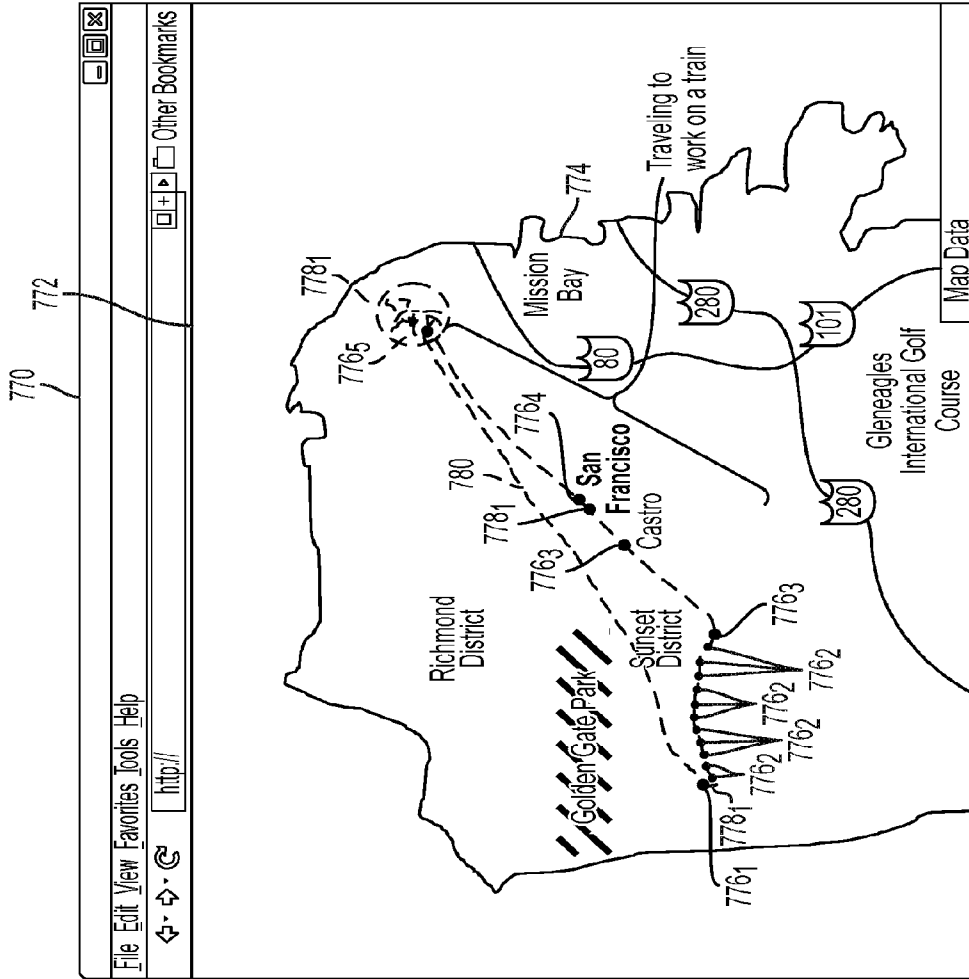 770
772
File Edit View Favorites Tools Help
http://
Other Bookmarks
7781
7765
X
780
774
Mission
Bay
80
280
101
Traveling to
work on a train
7764
San
Francisco
7781
Castro
7763
Richmond
District
Golden Gate Park
Sunset
District
7763
7762
7762
7762
7762
7781
7761
280
Gleneagles
International Golf
Course
Map Data